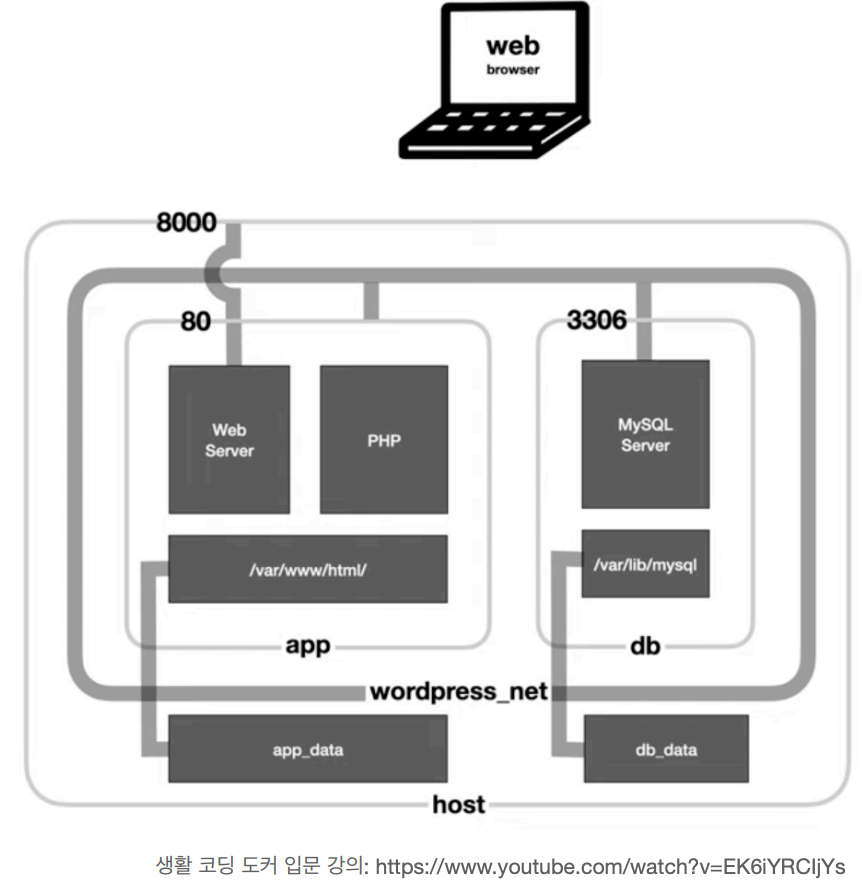 web
browser
8000
80
3306
Web
Server
PHP
MySQL
Server
/var/www/html/
/var/lib/mysql
app
db
wordpress_net
app_data
db_data
host
생활 코딩 도커 입문 강의: https://www.youtube.com/watch?v=EK6iYRCIjYs